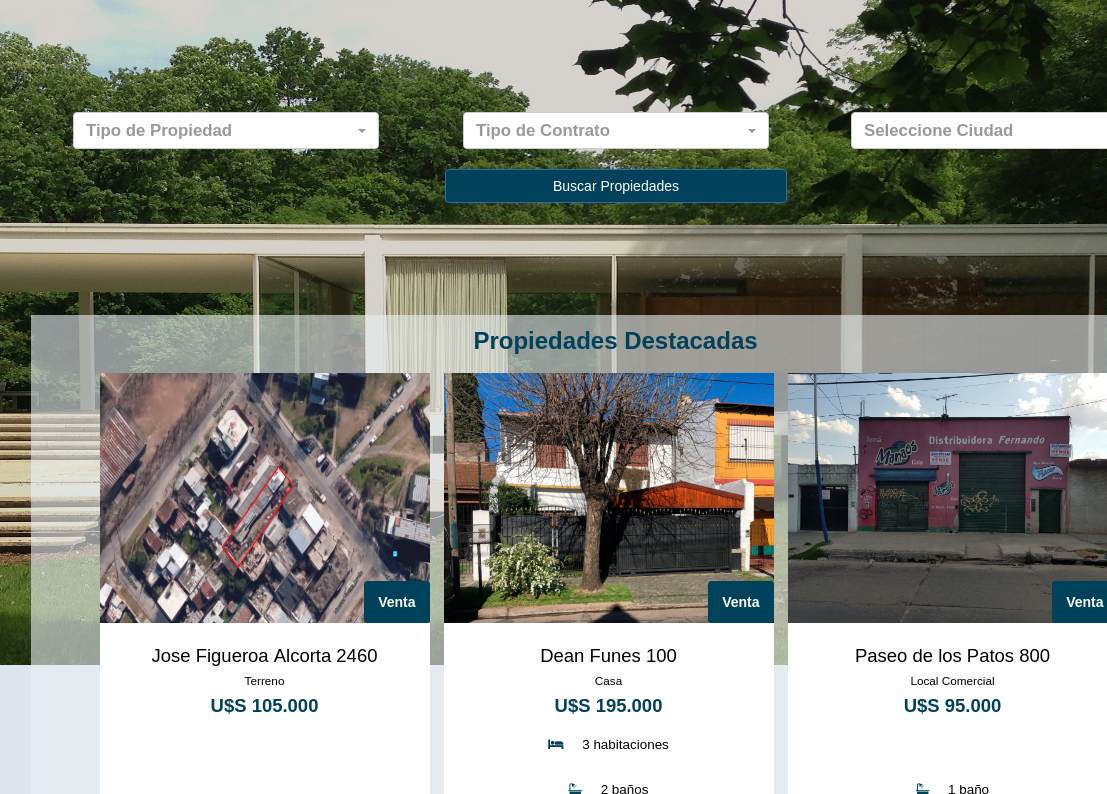 Tipo de Propiedad
Tipo de Contrato
Seleccione Ciudad
Buscar Propiedades
Propiedades Destacadas
Distribuidora Fernando
Venta
Venta
Venta
Jose Figueroa Alcorta 2460
Terreno
U$S 105.000
Dean Funes 100
Casa
U$S 195.000
3 habitaciones
2 baños
Paseo de los Patos 800
Local Comercial
U$S 95.000
1 baño